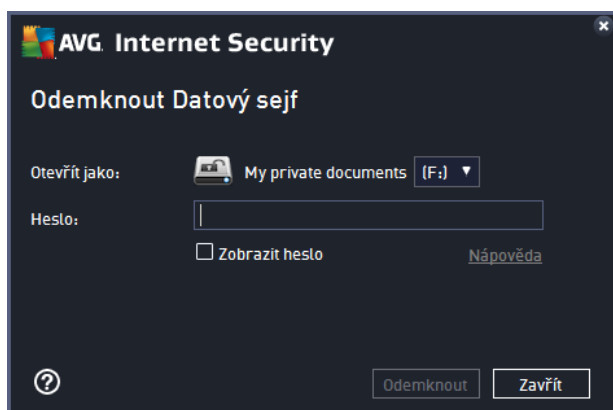 AVG. Internet Security
Odemknout Datový sejf
Otevřít jako: My private documents (F:)
Heslo:
Zobrazit heslo Nápověda
Odemknout Zavřít